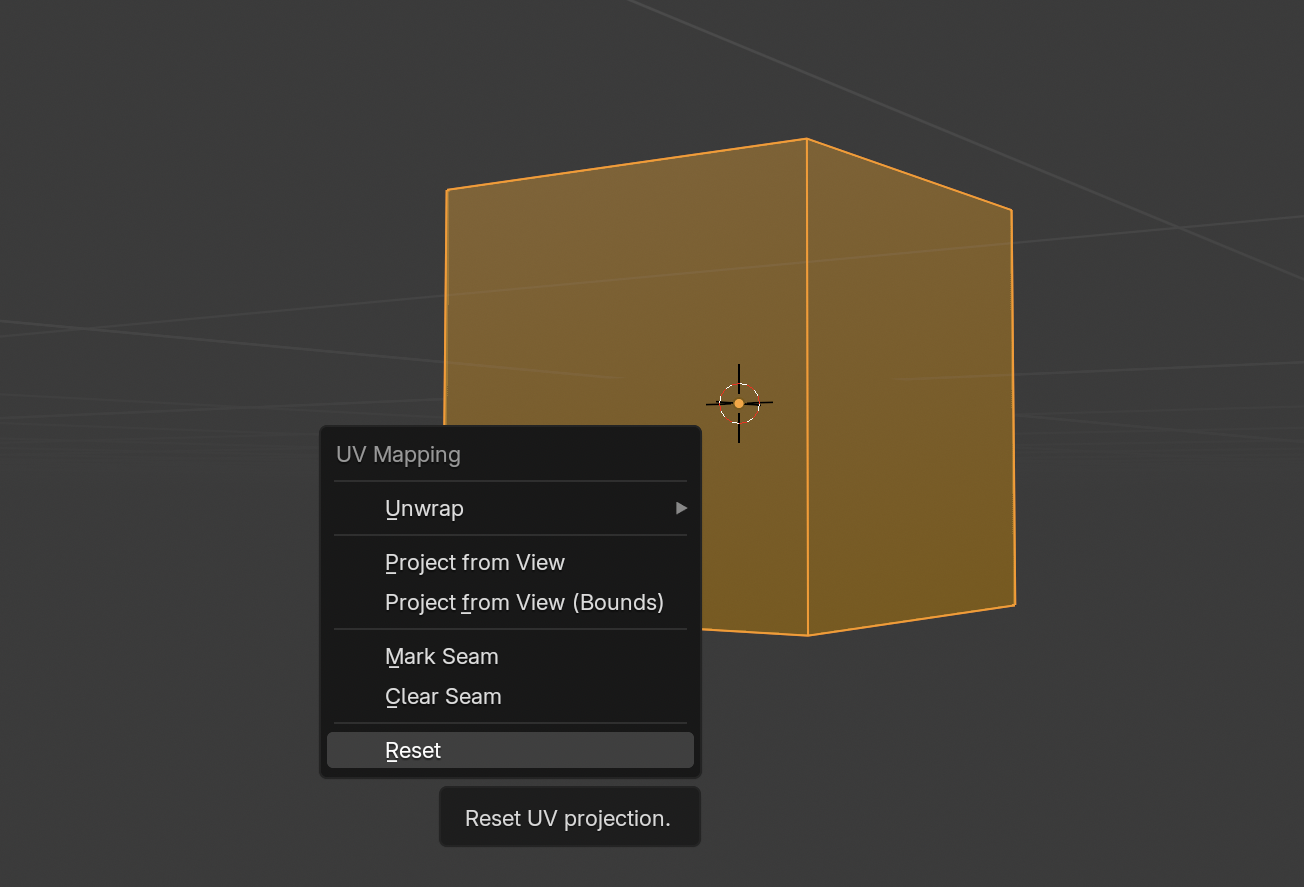 UV Mapping
Unwrap
Project from View
Project from View (Bounds)
Mark Seam
Clear Seam
Reset
Reset UV projection.